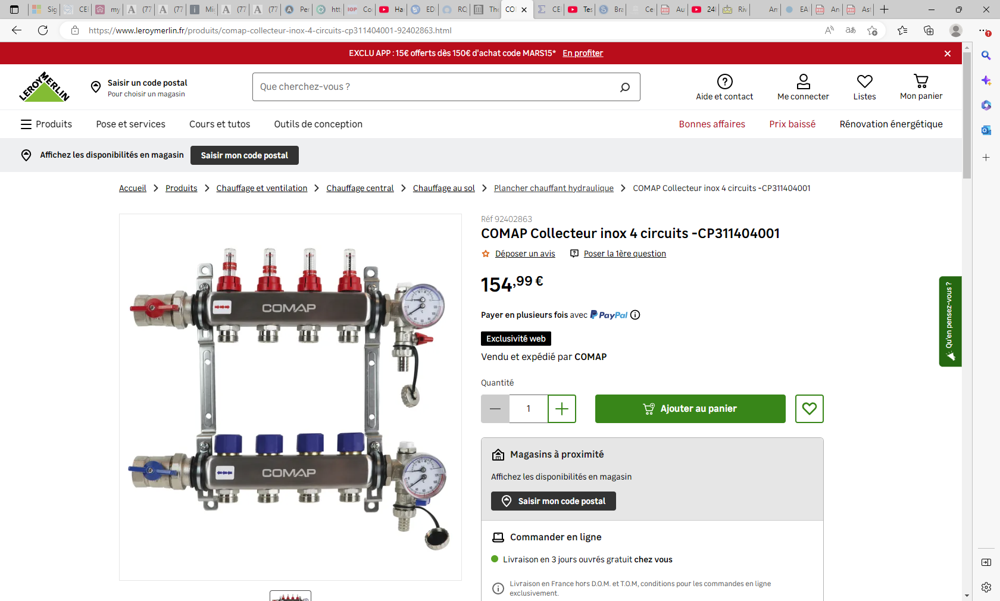 Sig
CE
my
(77
(77
Mi
(77
(77
Per
htt
IOP Co
Ha
ED
RO
The
CO
CE
Tes
Bra
Ce
Au
24
Riv
Am
EA
An
Ast
https://www.leroymerlin.fr/produits/comap-collecteur-inox-4-circuits-cp311404001-92402863.html
EXCLU APP : 15€ offerts dès 150€ d'achat code MARS15* En profiter
LEROY MERLIN
Saisir un code postal
Pour choisir un magasin
Que cherchez-vous ?
Aide et contact
Me connecter
Listes
Mon panier
Produits
Pose et services
Cours et tutos
Outils de conception
Bonnes affaires
Prix baissé
Rénovation énergétique
Affichez les disponibilités en magasin
Saisir mon code postal
Accueil
Produits
Chauffage et ventilation
Chauffage central
Chauffage au sol
Plancher chauffant hydraulique
COMAP Collecteur inox 4 circuits -CP311404001
COMAP
COMAP
Réf 92402863
COMAP Collecteur inox 4 circuits -CP311404001
Déposer un avis
Poser la 1ère question
154,99 €
Payer en plusieurs fois avec PayPal
Exclusivité web
Vendu et expédié par COMAP
Quantité
1
Ajouter au panier
Magasins à proximité
Affichez les disponibilités en magasin
Saisir mon code postal
Commander en ligne
Livraison en 3 jours ouvrés gratuit chez vous
Livraison en France hors D.O.M. et T.O.M, conditions pour les commandes en ligne
exclusivement.
Qu'en pensez-vous ?